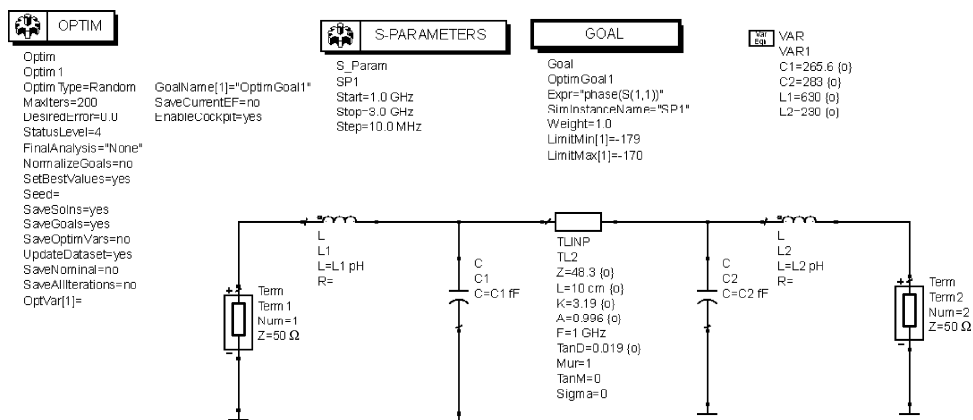 OPTIM
Optim
Optim1
OptimType=Random
MaxIters=200
DesiredError=0.0
StatusLevel=4
FinalAnalysis="None"
NormalizeGoals=no
SetBestValues=yes
Seed=
SaveSolns=yes
SaveGoals=yes
SaveOptimVars=no
UpdateDataset=yes
SaveNominal=no
SaveAllIterations=no
OptVar[1]=
GoalName[1]="OptimGoal1"
SaveCurrentEF=no
EnableCockpit=yes
S-PARAMETERS
S_Param
SP1
Start=1.0 GHz
Stop=3.0 GHz
Step=10.0 MHz
GOAL
Goal
OptimGoal1
Expr="phase(S(1,1))"
SimInstanceName="SP1"
Weight=1.0
LimitMin[1]=-179
LimitMax[1]=-170
Var
Eqn
VAR
VAR1
C1=265.6 {o}
C2=283 {o}
L1=630 {o}
L2=230 {o}
Term
Term1
Num=1
Z=50 Ω
L
L1
L=L1 pH
R=
C
C1
C=C1 fF
TLINP
TL2
Z=48.3 {o}
L=10 cm {o}
K=3.19 {o}
A=0.996 {o}
F=1 GHz
TanD=0.019 {o}
Mur=1
TanM=0
Sigma=0
C
C2
C=C2 fF
L
L2
L=L2 pH
R=
Term
Term2
Num=2
Z=50 Ω